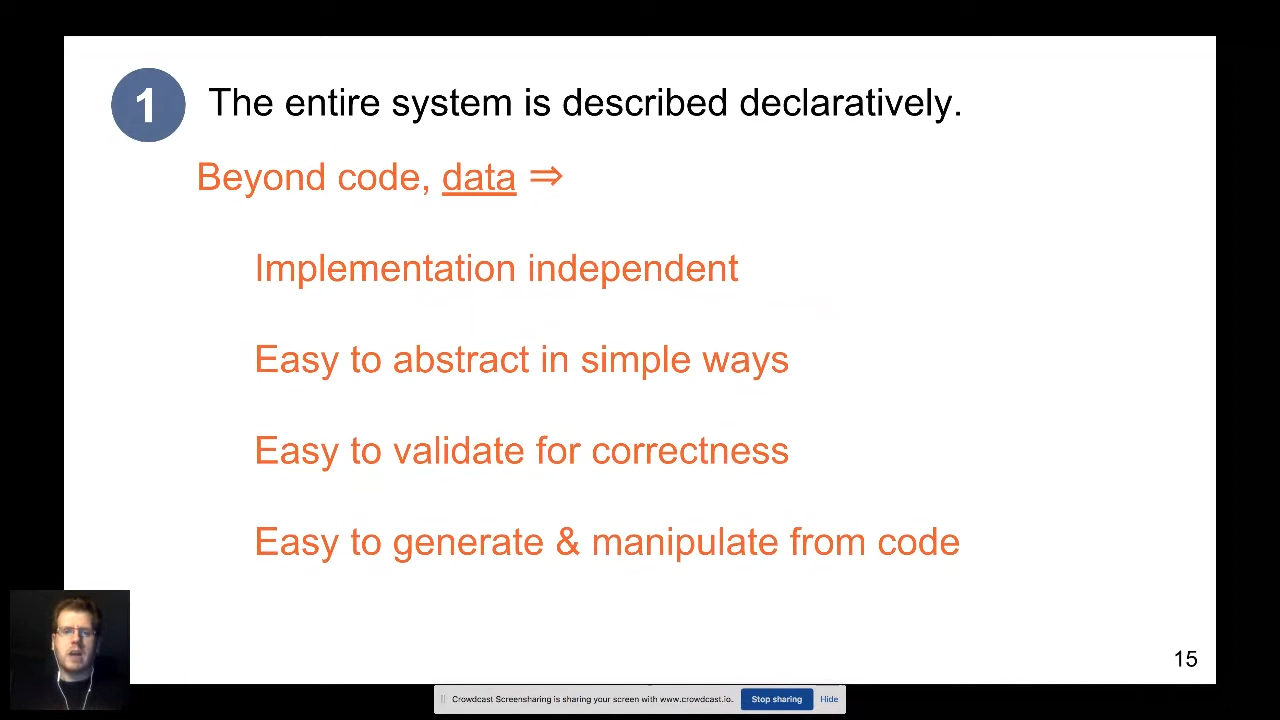 1 The entire system is described declaratively.
Beyond code, data ⇒
Implementation independent
Easy to abstract in simple ways
Easy to validate for correctness
Easy to generate & manipulate from code
15
Crowdcast Screensharing is sharing your screen with www.crowdcast.io. Stop sharing Hide